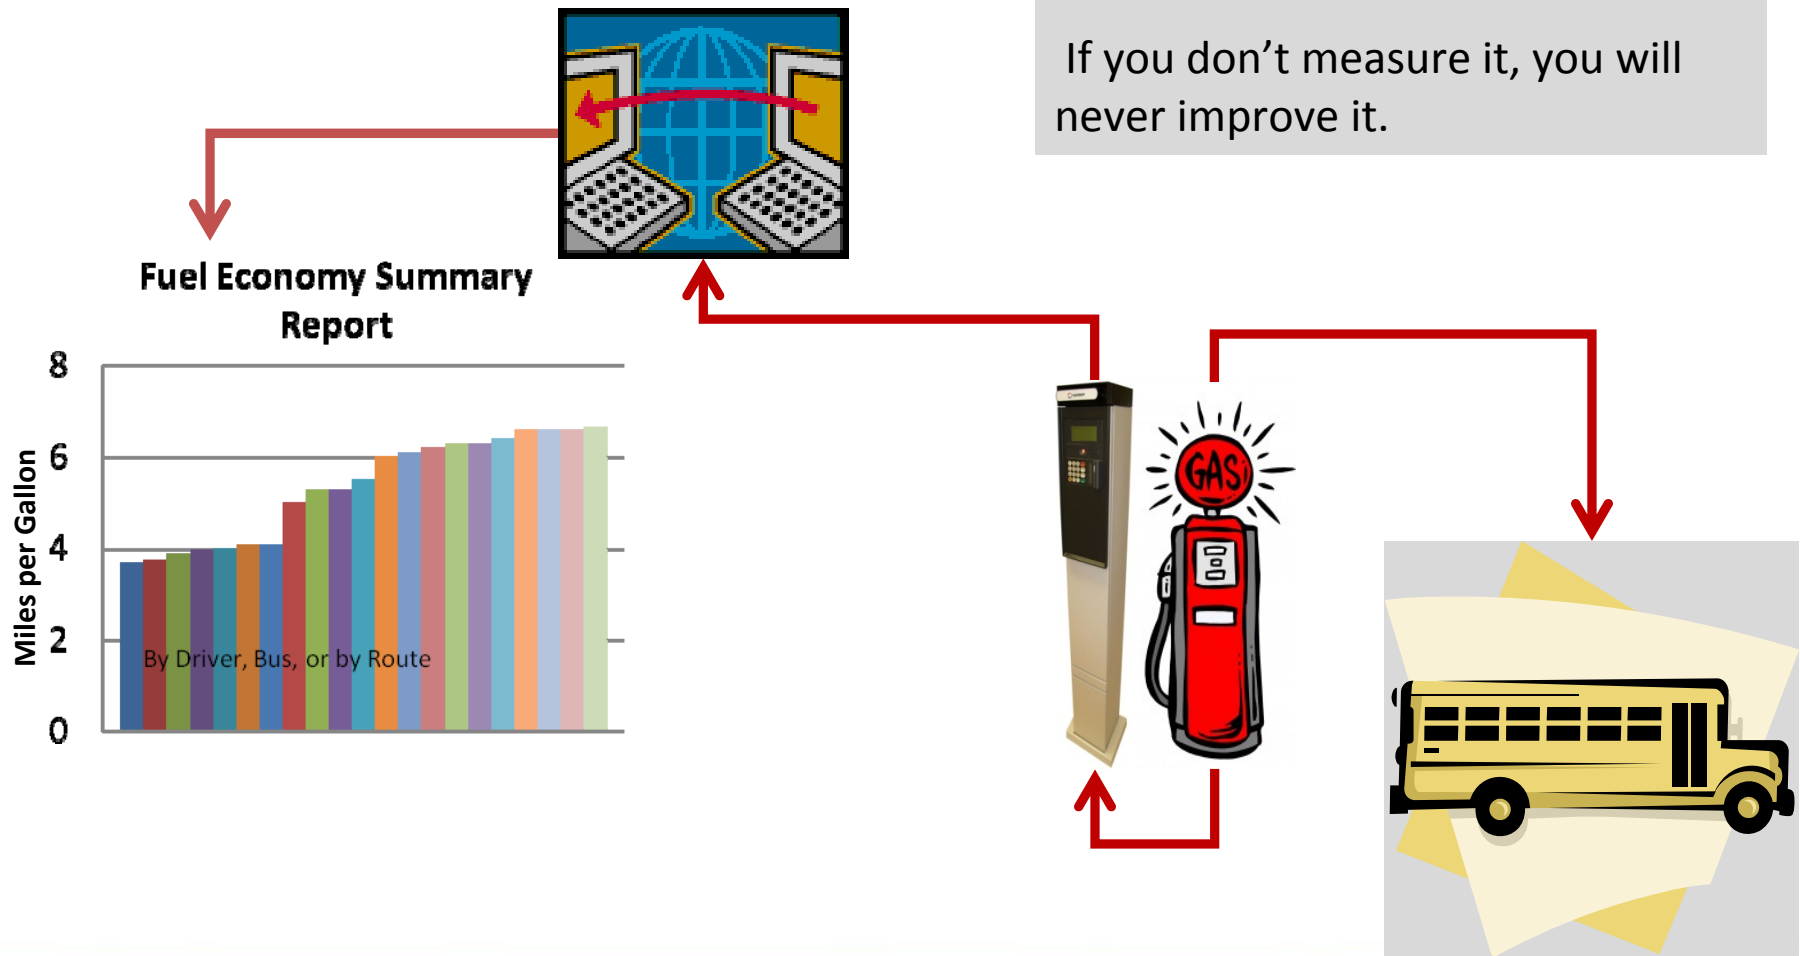 If you don’t measure it, you will
never improve it.
Fuel Economy Summary
Report
8
6
4
2
0
Miles per Gallon
By Driver, Bus, or by Route
GAS